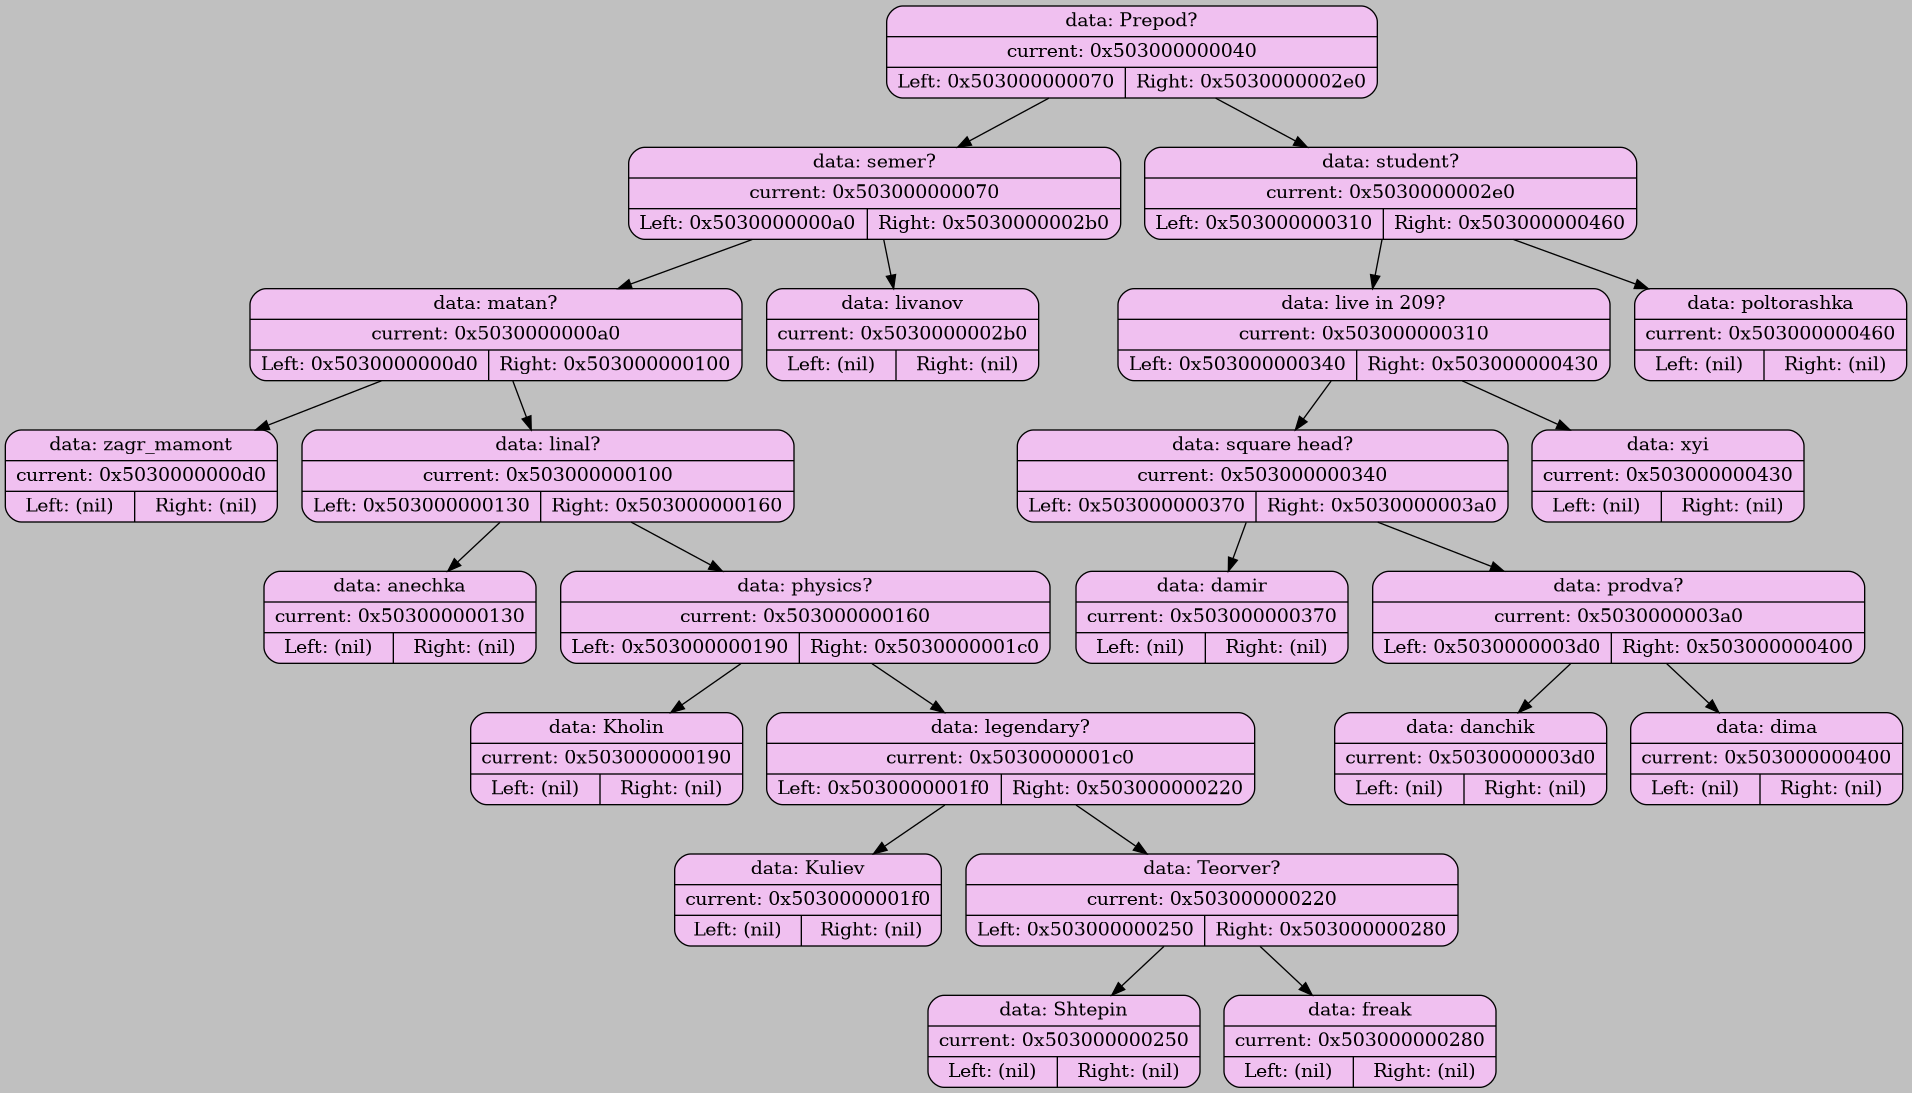 data: Prepod?
current: 0x503000000040
Left: 0x503000000070 Right: 0x5030000002e0
data: semer?
current: 0x503000000070
Left: 0x5030000000a0 Right: 0x5030000002b0
data: student?
current: 0x5030000002e0
Left: 0x503000000310 Right: 0x503000000460
data: matan?
current: 0x5030000000a0
Left: 0x5030000000d0 Right: 0x503000000100
data: livanov
current: 0x5030000002b0
Left: (nil) Right: (nil)
data: live in 209?
current: 0x503000000310
Left: 0x503000000340 Right: 0x503000000430
data: poltorashka
current: 0x503000000460
Left: (nil) Right: (nil)
data: zagr_mamont
current: 0x5030000000d0
Left: (nil) Right: (nil)
data: linal?
current: 0x503000000100
Left: 0x503000000130 Right: 0x503000000160
data: square head?
current: 0x503000000340
Left: 0x503000000370 Right: 0x5030000003a0
data: xyi
current: 0x503000000430
Left: (nil) Right: (nil)
data: anechka
current: 0x503000000130
Left: (nil) Right: (nil)
data: physics?
current: 0x503000000160
Left: 0x503000000190 Right: 0x5030000001c0
data: damir
current: 0x503000000370
Left: (nil) Right: (nil)
data: prodva?
current: 0x5030000003a0
Left: 0x5030000003d0 Right: 0x503000000400
data: Kholin
current: 0x503000000190
Left: (nil) Right: (nil)
data: legendary?
current: 0x5030000001c0
Left: 0x5030000001f0 Right: 0x503000000220
data: danchik
current: 0x5030000003d0
Left: (nil) Right: (nil)
data: dima
current: 0x503000000400
Left: (nil) Right: (nil)
data: Kuliev
current: 0x5030000001f0
Left: (nil) Right: (nil)
data: Teorver?
current: 0x503000000220
Left: 0x503000000250 Right: 0x503000000280
data: Shtepin
current: 0x503000000250
Left: (nil) Right: (nil)
data: freak
current: 0x503000000280
Left: (nil) Right: (nil)